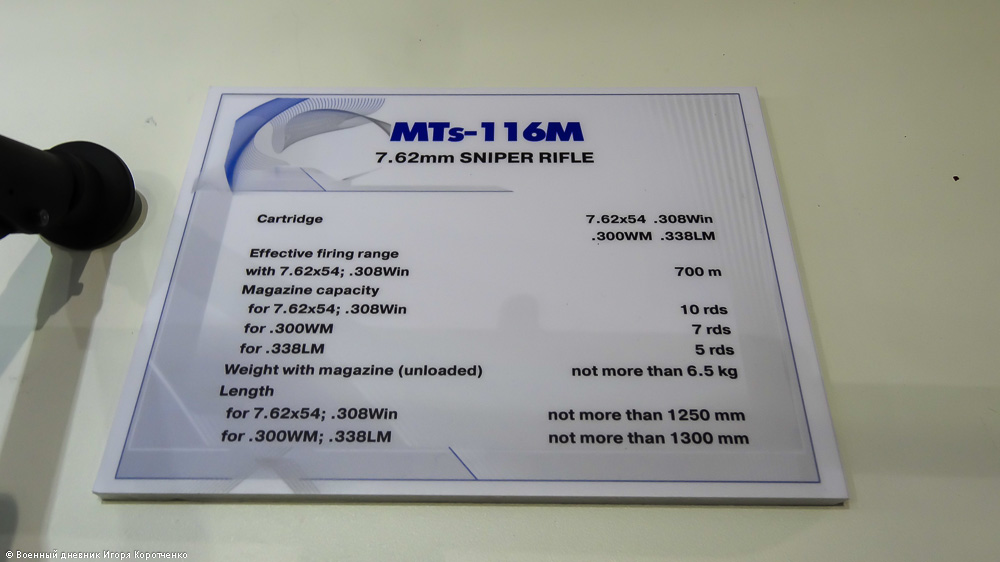 MTs-116M
7.62mm SNIPER RIFLE
Cartridge 7.62x54 .308Win
.300WM .338LM
Effective firing range
with 7.62x54; .308Win 700 m
Magazine capacity
for 7.62x54; .308Win 10 rds
for .300WM 7 rds
for .338LM 5 rds
Weight with magazine (unloaded) not more than 6.5 kg
Length
for 7.62x54; .308Win not more than 1250 mm
for .300WM; .338LM not more than 1300 mm
© Военный дневник Игоря Коротченко